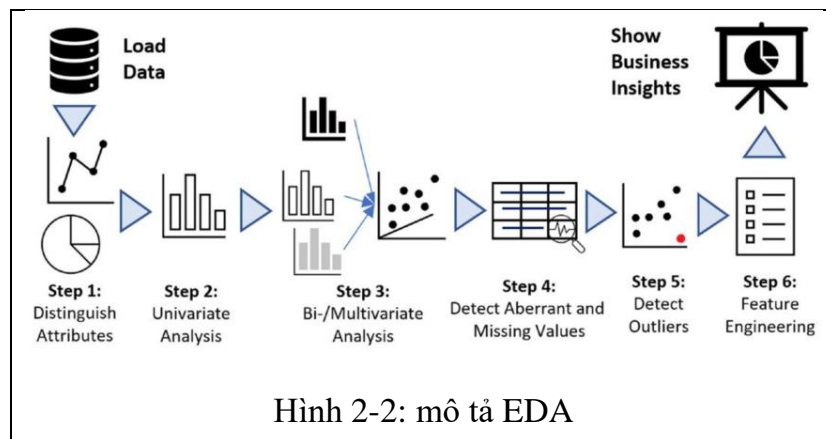 Load
Data
Show
Business
Insights
Step 1:
Distinguish
Attributes
Step 2:
Univariate
Analysis
Step 3:
Bi-/Multivariate
Analysis
Step 4:
Detect Aberrant and
Missing Values
Step 5:
Detect
Outliers
Step 6:
Feature
Engineering
Hình 2-2: mô tả EDA